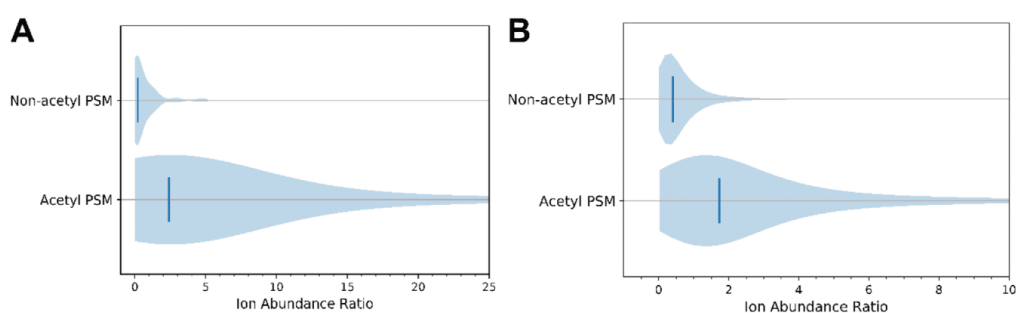 A
Non-acetyl PSM
Acetyl PSM
0 5 10 15 20 25
Ion Abundance Ratio
B
Non-acetyl PSM
Acetyl PSM
0 2 4 6 8 10
Ion Abundance Ratio